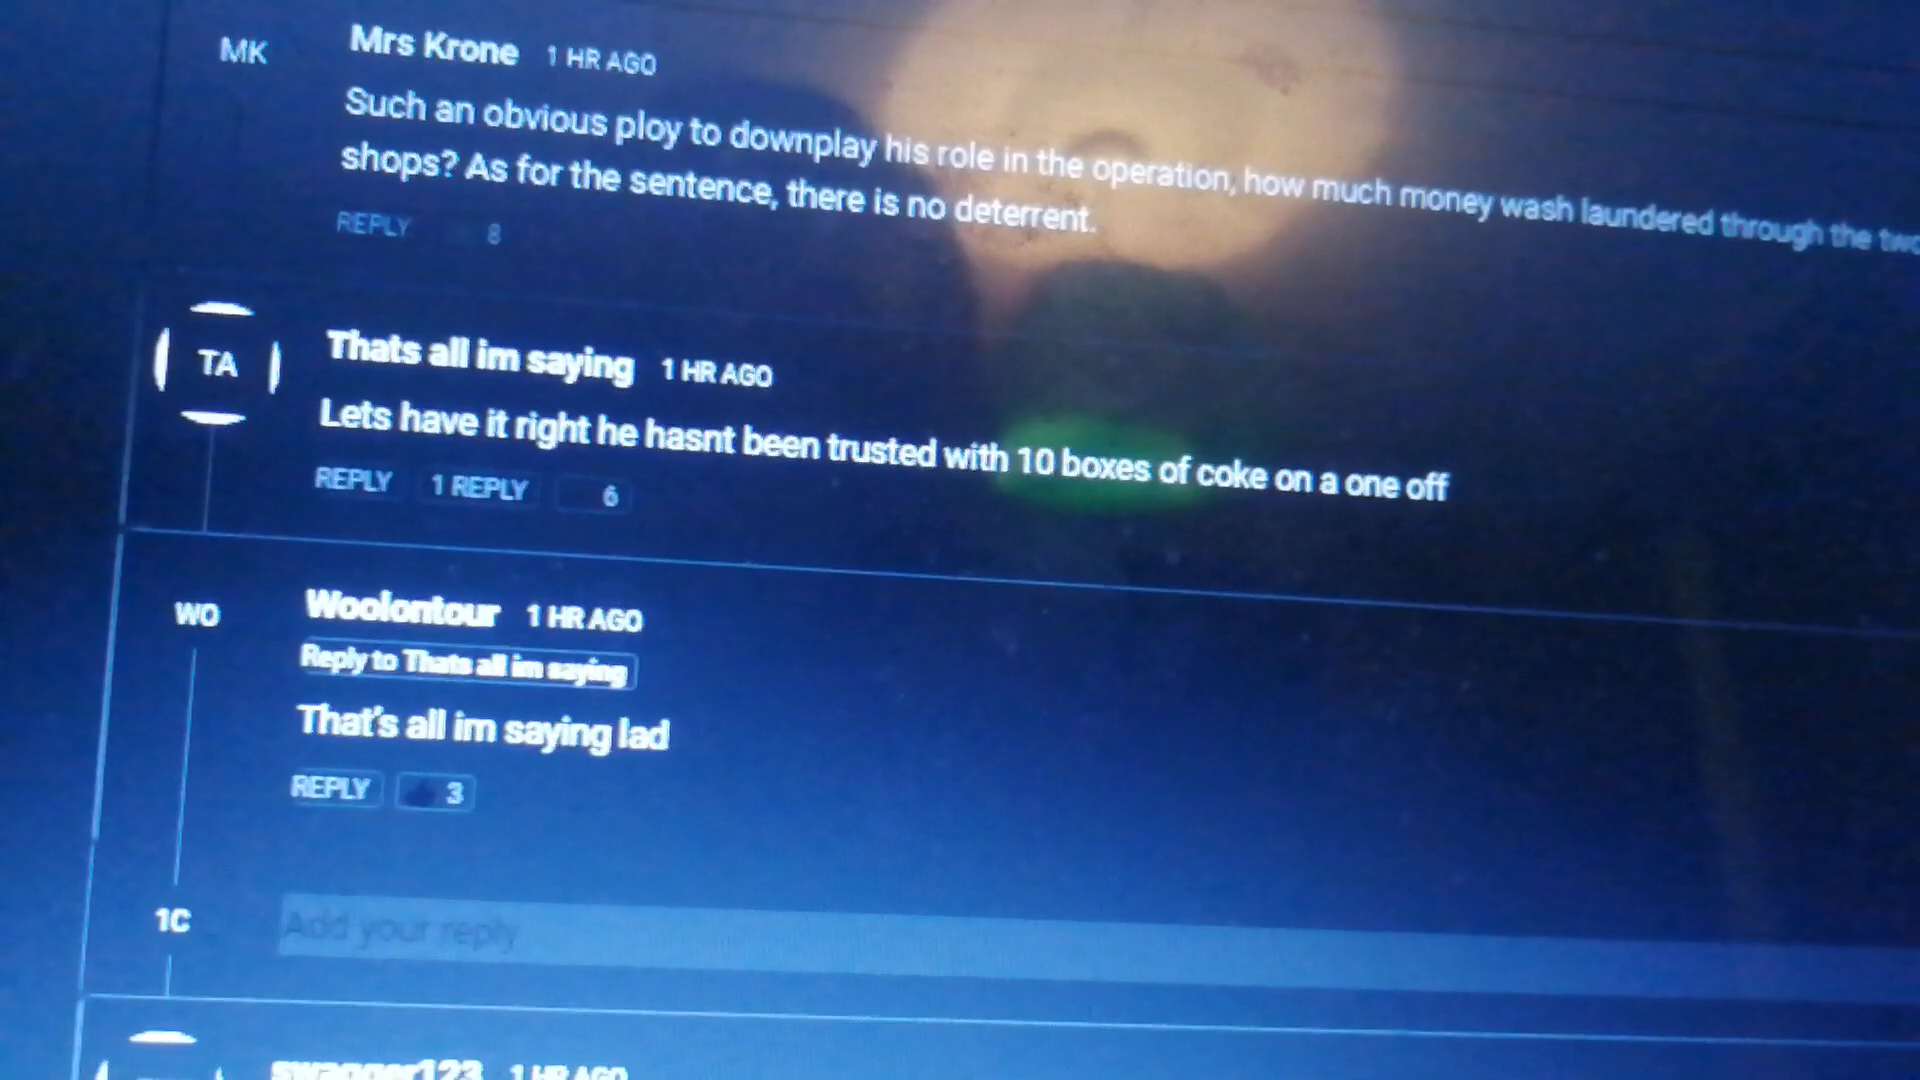 MK
Mrs Krone 1 HR AGO
Such an obvious ploy to downplay his role in the operation, how much money wash laundered through the two
shops? As for the sentence, there is no deterrent.
REPLY 8
TA
Thats all im saying 1 HR AGO
Lets have it right he hasnt been trusted with 10 boxes of coke on a one off
REPLY 1 REPLY 6
WO
Woolontour 1 HR AGO
Reply to Thats all im saying
That's all im saying lad
REPLY 3
1C
Add your reply
swagger123 1 HR AGO